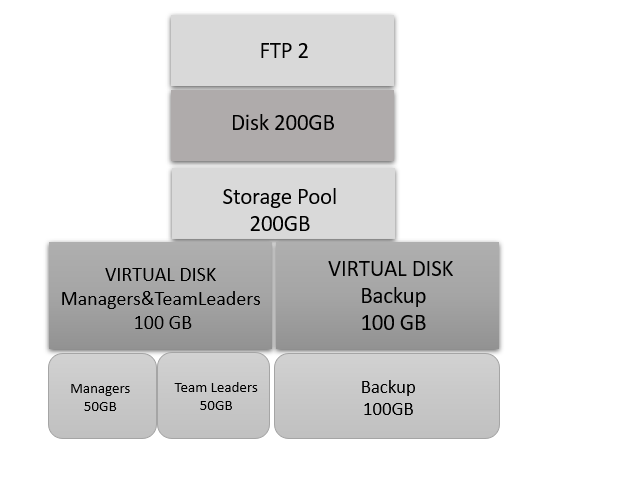 FTP 2
Disk 200GB
Storage Pool
200GB
VIRTUAL DISK
Managers&TeamLeaders
100 GB
VIRTUAL DISK
Backup
100 GB
Managers
50GB
Team Leaders
50GB
Backup
100GB